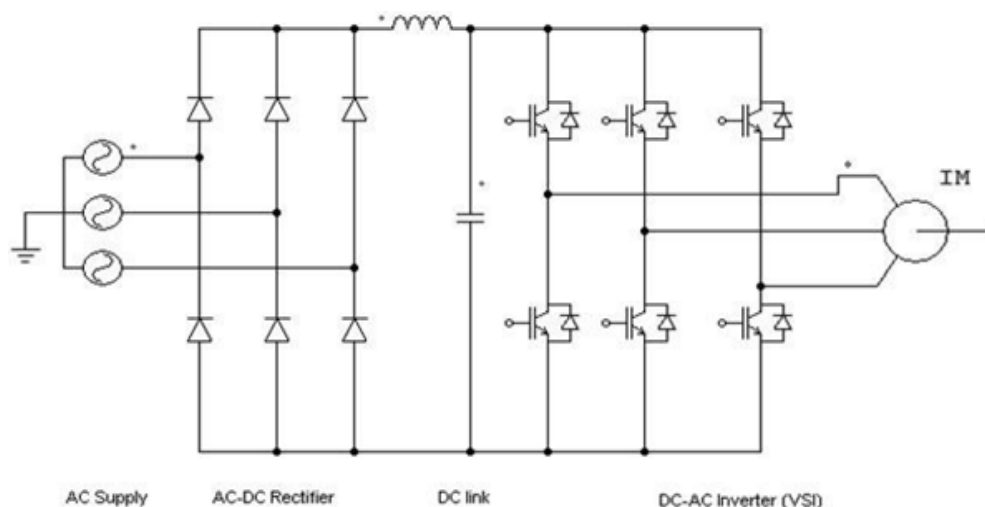 IM
AC Supply
AC-DC Rectifier
DC link
DC-AC Inverter (VSI)